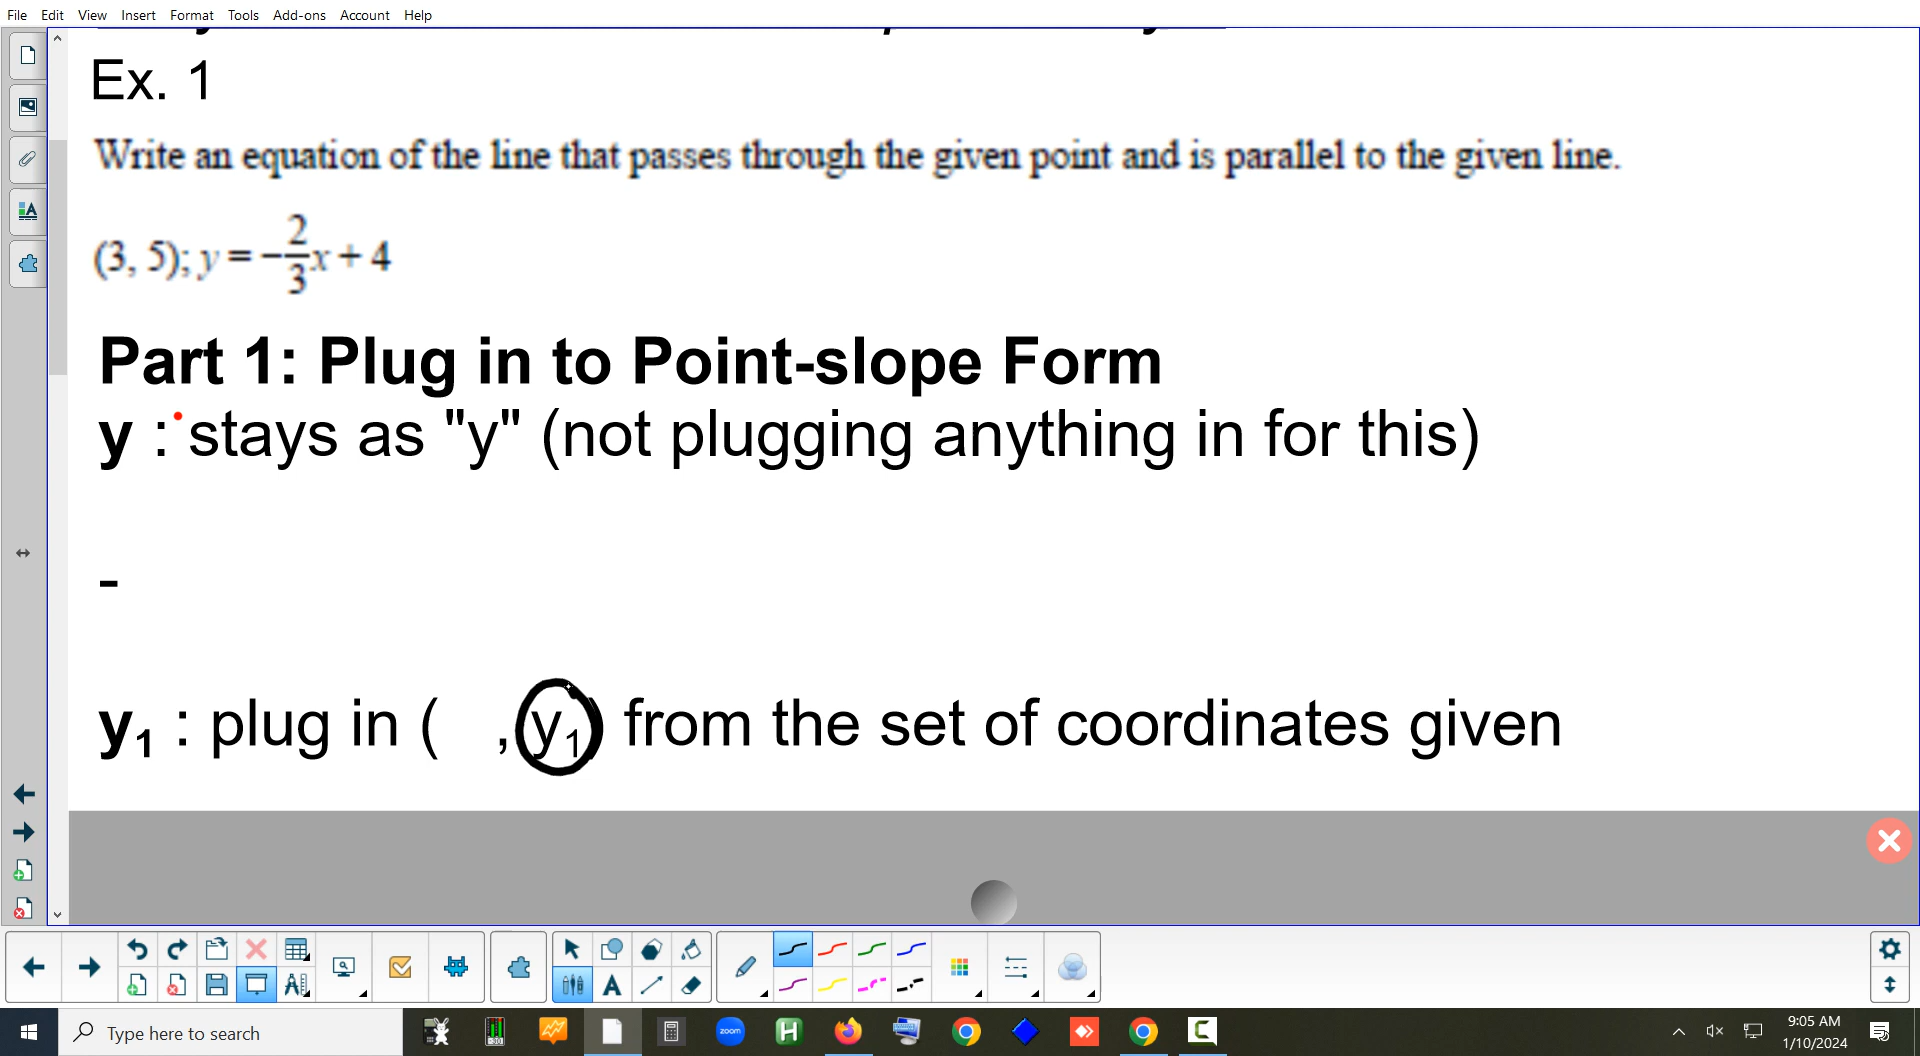 File Edit View Insert Format Tools Add-ons Account Help
Ex. 1
Write an equation of the line that passes through the given point and is parallel to the given line.
(3, 5); y = -2/3x + 4
Part 1: Plug in to Point-slope Form
y : stays as "y" (not plugging anything in for this)
-
y₁ : plug in ( , y₁) from the set of coordinates given
Type here to search
zoom
H
C
9:05 AM
1/10/2024